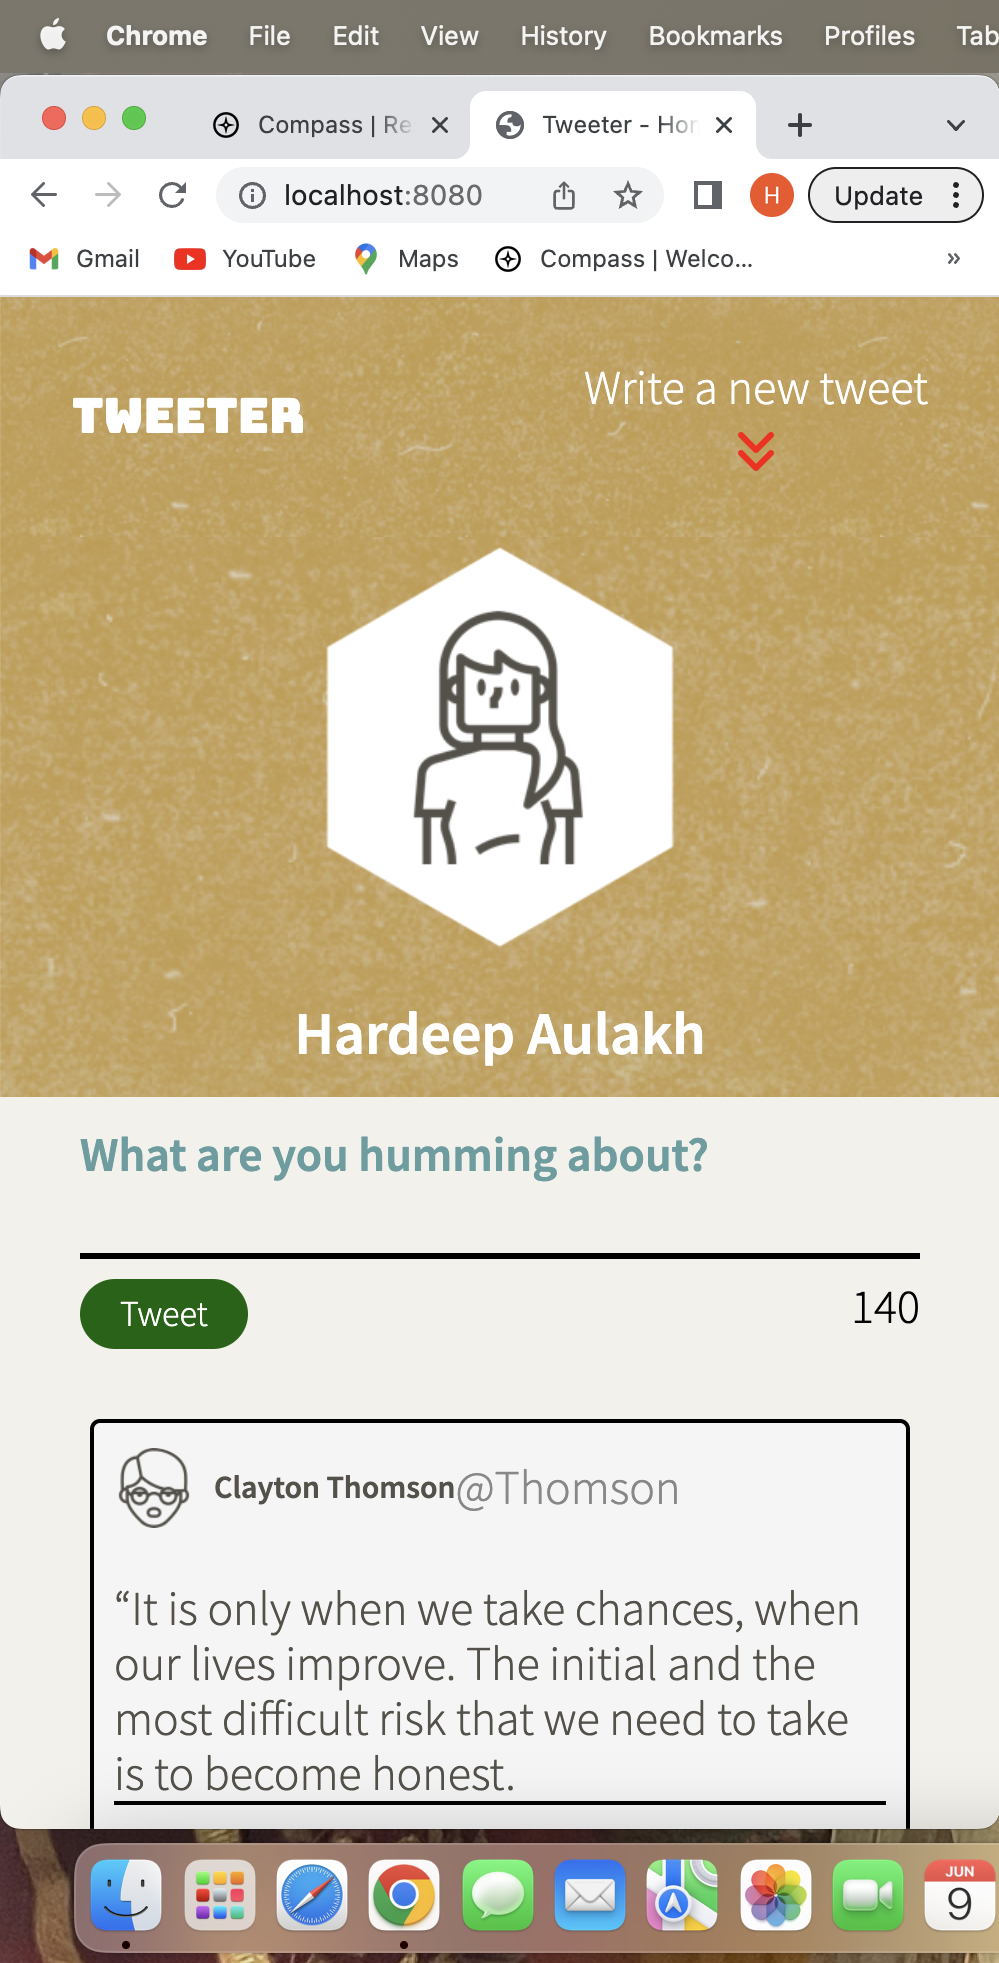 Chrome File Edit View History Bookmarks Profiles Tab
Compass | Re Tweeter - Hor
localhost:8080 H Update
Gmail YouTube Maps Compass | Welco... »
Write a new tweet
TWEETER
Hardeep Aulakh
What are you humming about?
Tweet 140
Clayton Thomson@Thomson
“It is only when we take chances, when
our lives improve. The initial and the
most difficult risk that we need to take
is to become honest.
JUN
9